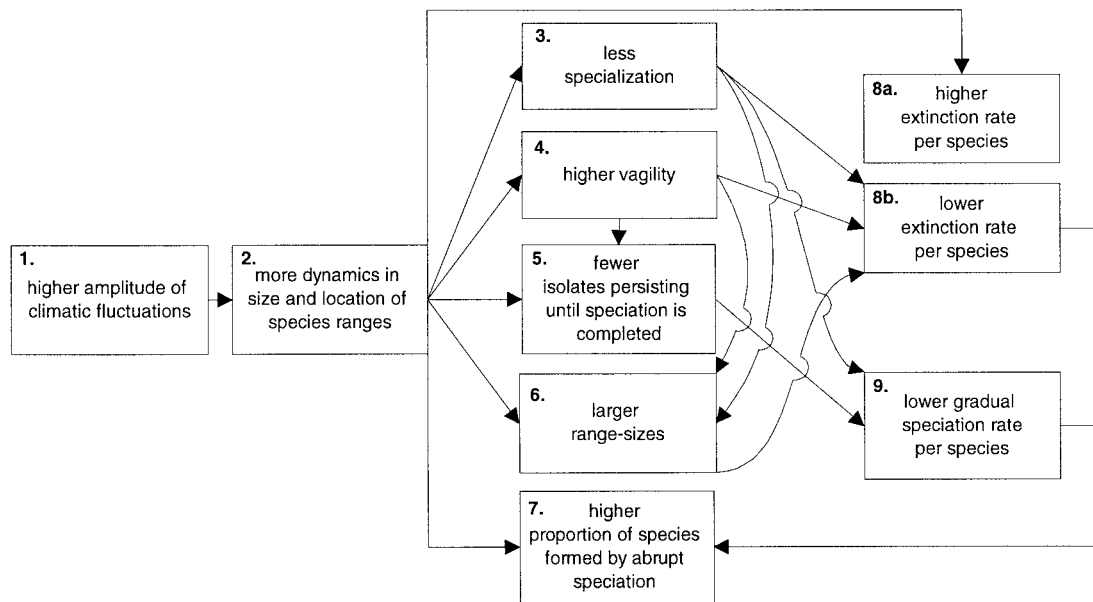 1.
higher amplitude of
climatic fluctuations
2.
more dynamics in
size and location of
species ranges
3.
less
specialization
4.
higher vagility
5.
fewer
isolates persisting
until speciation is
completed
6.
larger
range-sizes
7.
higher
proportion of species
formed by abrupt
speciation
8a.
higher
extinction rate
per species
8b.
lower
extinction rate
per species
9.
lower gradual
speciation rate
per species